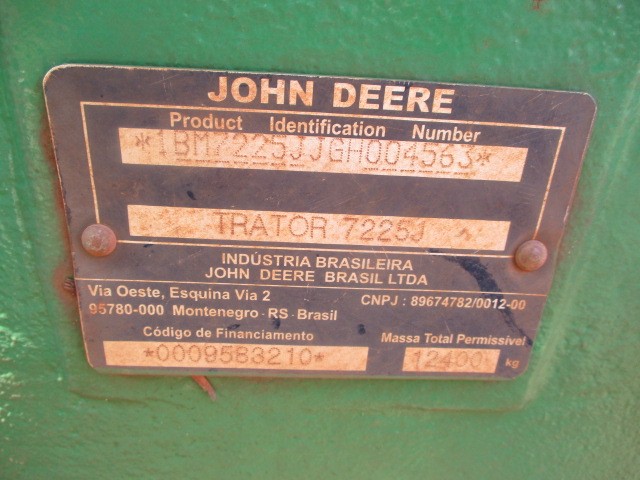 JOHN DEERE
Product Identification Number
*1BM7225JJGH004563*
TRATOR 7225J
INDÚSTRIA BRASILEIRA
JOHN DEERE BRASIL LTDA
Via Oeste, Esquina Via 2
CNPJ : 89674782/0012-00
95780-000 Montenegro - RS - Brasil
Código de Financiamento
Massa Total Permissível
*0009583210*
12400 kg